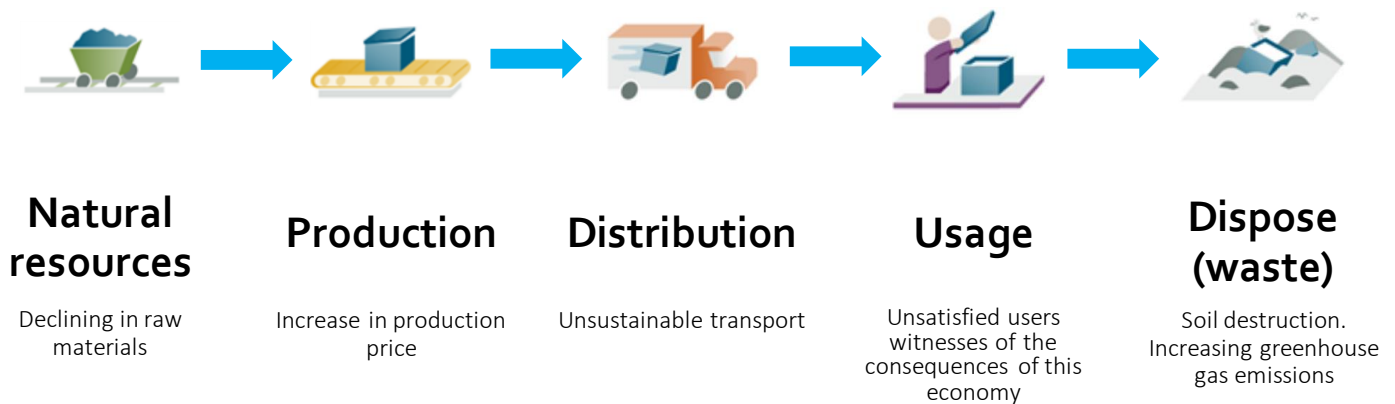 Natural
resources
Declining in raw
materials
Production
Increase in production
price
Distribution
Unsustainable transport
Usage
Unsatisfied users
witnesses of the
consequences of this
economy
Dispose
(waste)
Soil destruction.
Increasing greenhouse
gas emissions